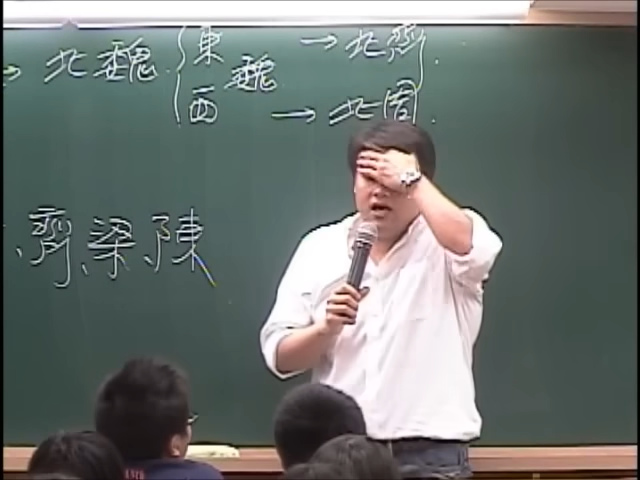 → 北魏 { 東 魏 → 北齊
西 → 北周
、齊、梁、陳